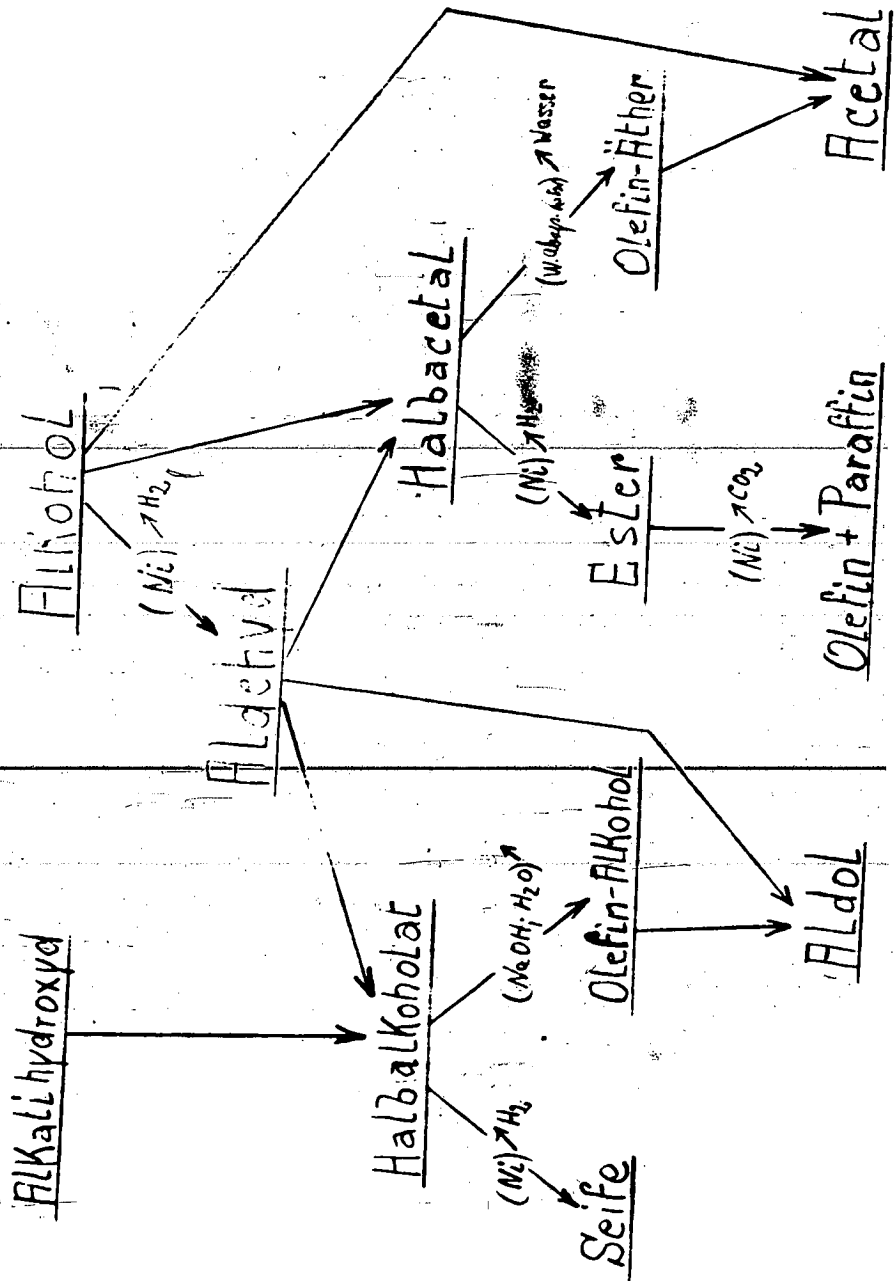 Alkalihydroxyd Alkohol
(Ni) ↗H₂
Aldehyd
Halbalkoholat Halbacetal
(Ni)↗H₂ (NaOH; H₂O)↗ (Ni)↗H₂ ↗Wasser
Seife Olefin-Alkohol Ester Olefin-Äther
(Ni) ↗CO₂
Aldol Olefin + Paraffin Acetal